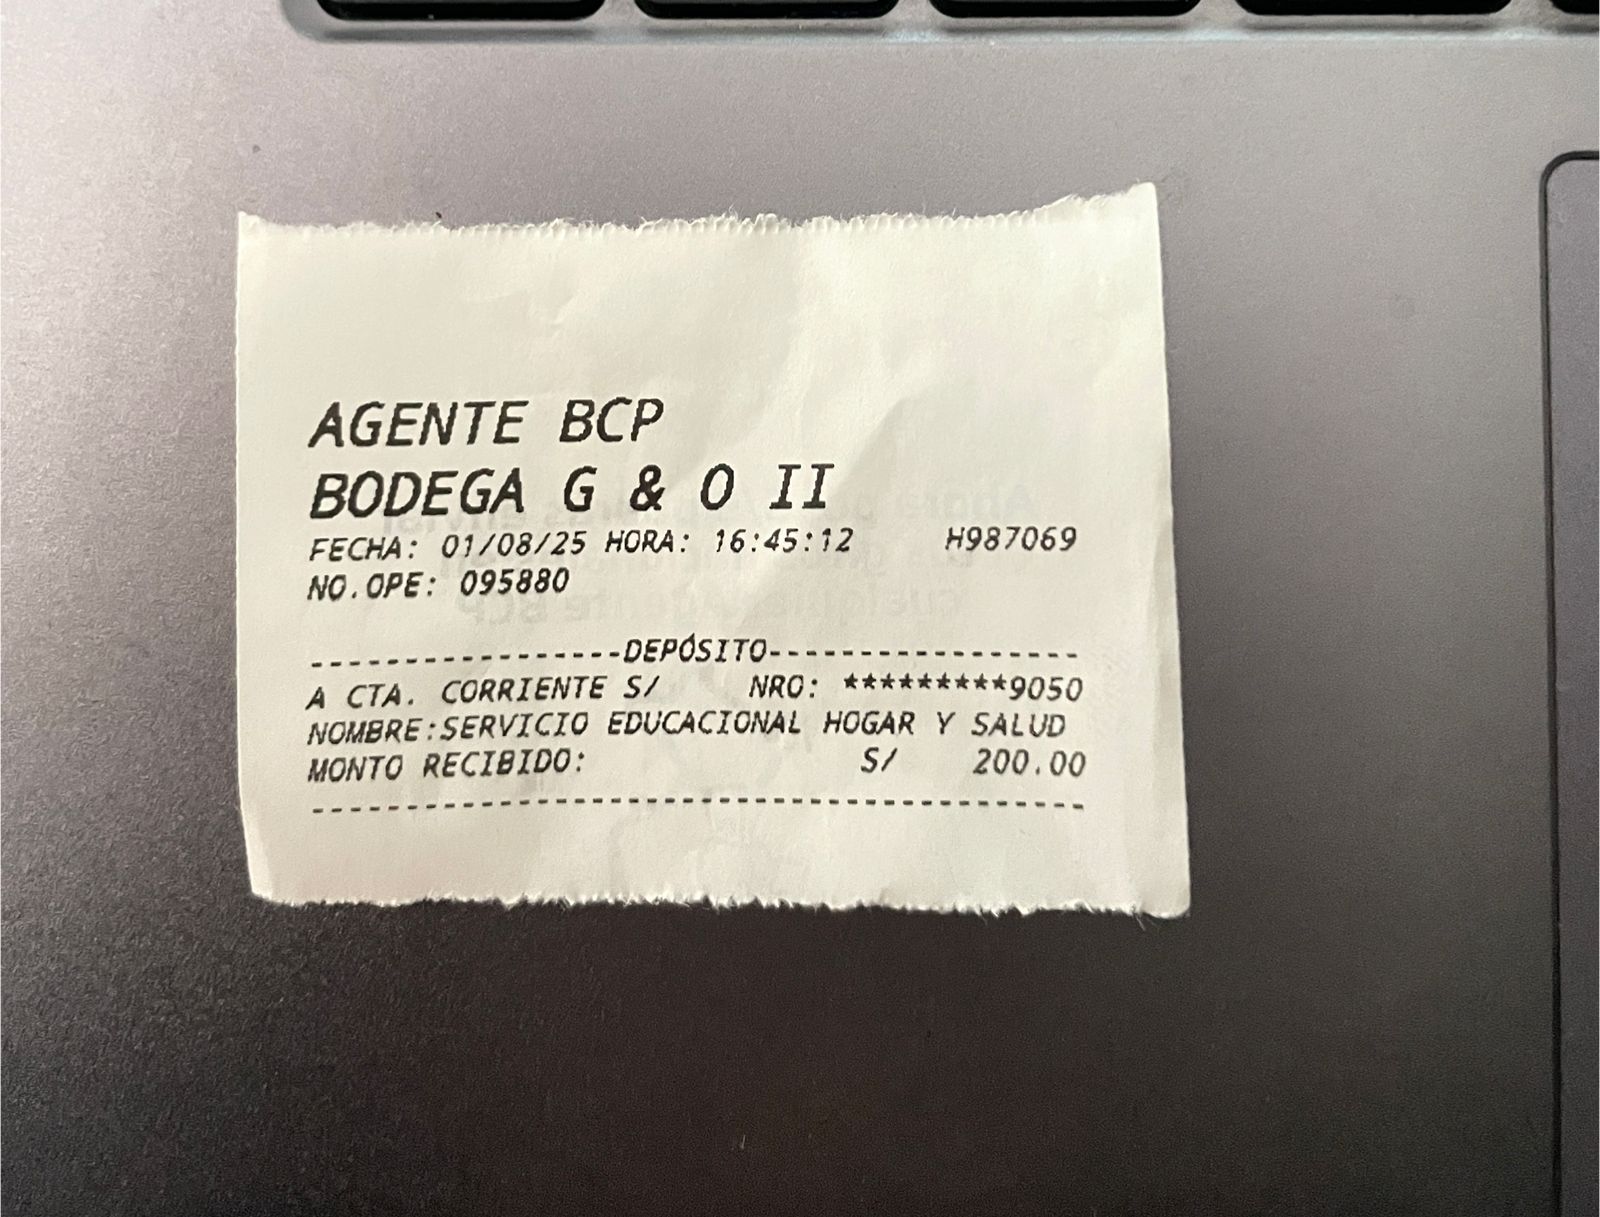 AGENTE BCP
BODEGA G & O II
FECHA: 01/08/25 HORA: 16:45:12 H987069
NO.OPE: 095880
-----------------DEPÓSITO-----------------
A CTA. CORRIENTE S/ NRO: *********9050
NOMBRE:SERVICIO EDUCACIONAL HOGAR Y SALUD
MONTO RECIBIDO: S/ 200.00
------------------------------------------